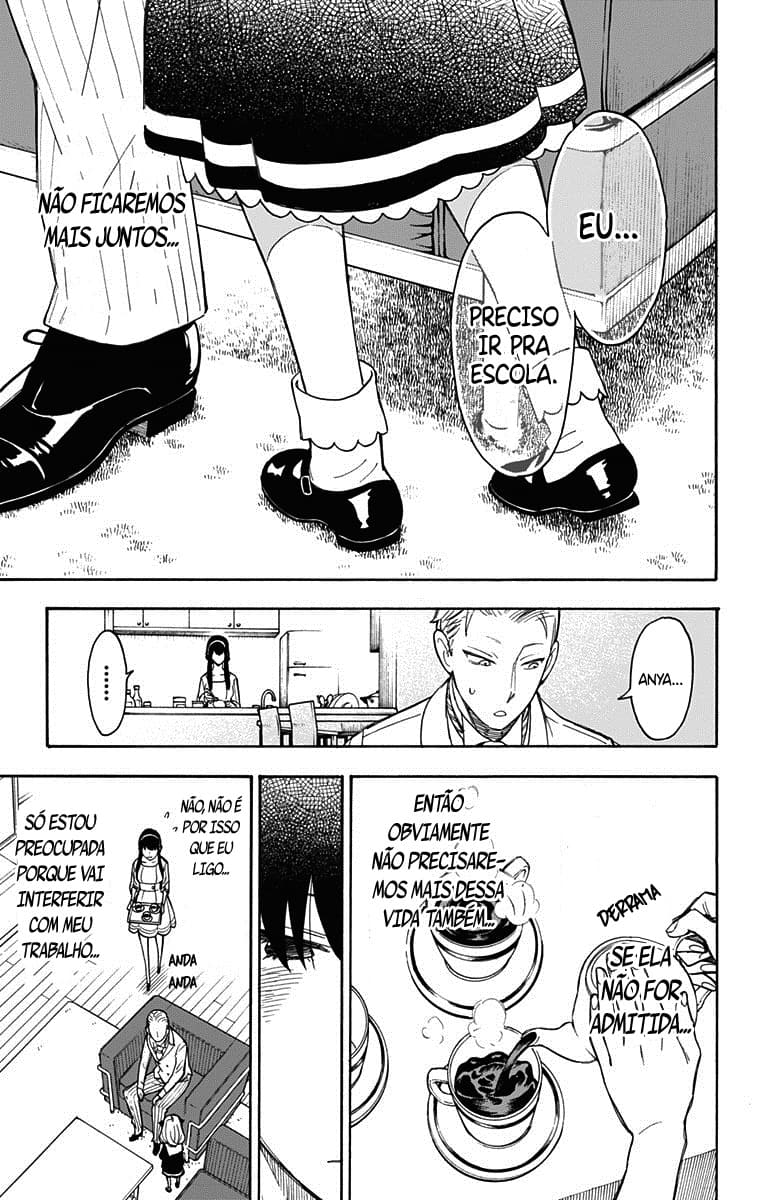 EU...
PRECISO
IR PRA
ESCOLA.
NÃO FICAREMOS
MAIS JUNTOS...
ANYA...
......
DERRAMA
SE ELA
NÃO FOR
ADMITIDA...
ENTÃO
OBVIAMENTE
NÃO PRECISARE-
MOS MAIS DESSA
VIDA TAMBÉM...
NÃO, NÃO É
POR ISSO
QUE EU
LIGO...
SÓ ESTOU
PREOCUPADA
PORQUE VAI
INTERFERIR
COM MEU
TRABALHO...
ANDA
ANDA